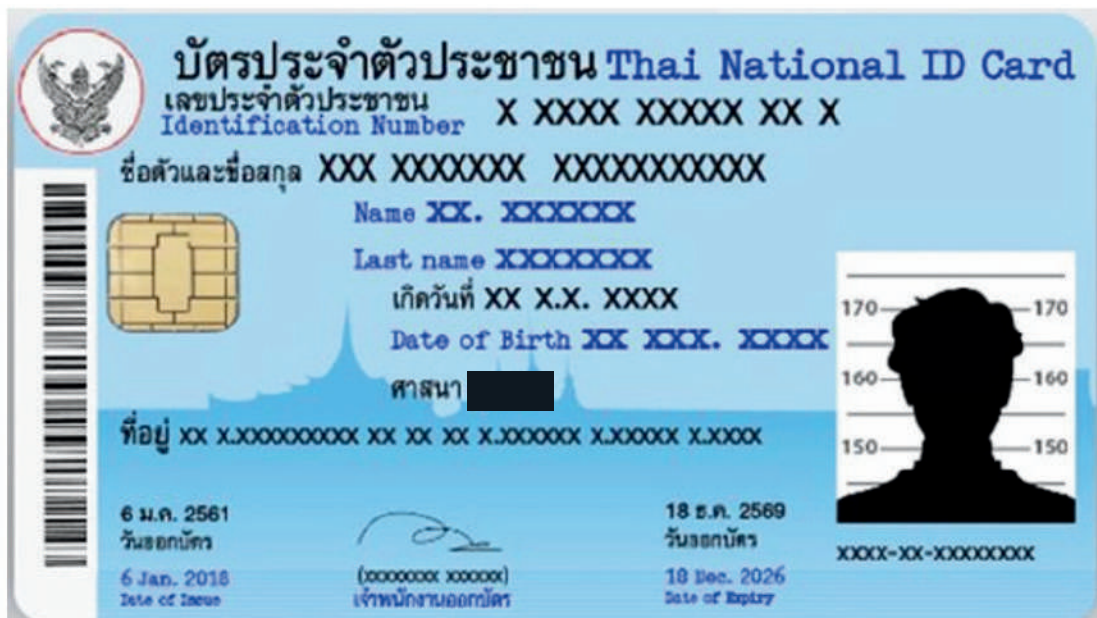 บัตรประจำตัวประชาชน Thai National ID Card
เลขประจำตัวประชาชน X XXXX XXXXX XX X
Identification Number
ชื่อตัวและชื่อสกุล XXX XXXXXXX XXXXXXXXXXX
Name XX. XXXXXX
Last name XXXXXXXX
เกิดวันที่ XX X.X. XXXX
Date of Birth XX XXX. XXXX
ศาสนา
ที่อยู่ XX X.XXXXXXXXX XX XX XX X.XXXXXX X.XXXXX X.XXXX
170 170
160 160
150 150
6 ม.ค. 2561
วันออกบัตร
6 Jan. 2018
Date of Issue
(XXXXXXXX XXXXXX)
เจ้าพนักงานออกบัตร
18 ธ.ค. 2569
วันออกบัตร
18 Dec. 2026
Date of Expiry
XXXX-XX-XXXXXXXX